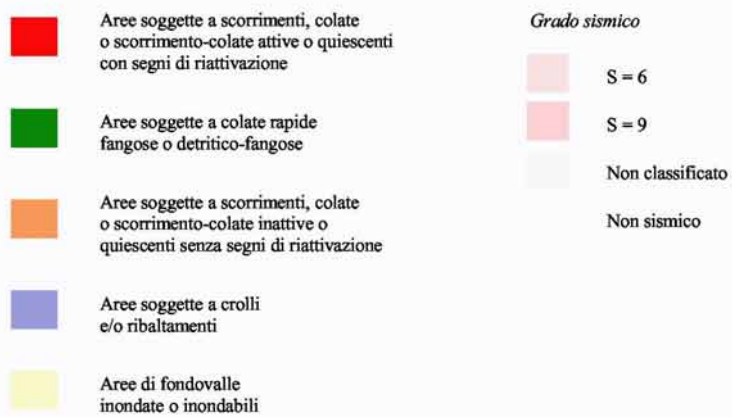 Aree soggette a scorrimenti, colate
o scorrimento-colate attive o quiescenti
con segni di riattivazione
Aree soggette a colate rapide
fangose o detritico-fangose
Aree soggette a scorrimenti, colate
o scorrimento-colate inattive o
quiescenti senza segni di riattivazione
Aree soggette a crolli
e/o ribaltamenti
Aree di fondovalle
inondate o inondabili
Grado sismico
S = 6
S = 9
Non classificato
Non sismico